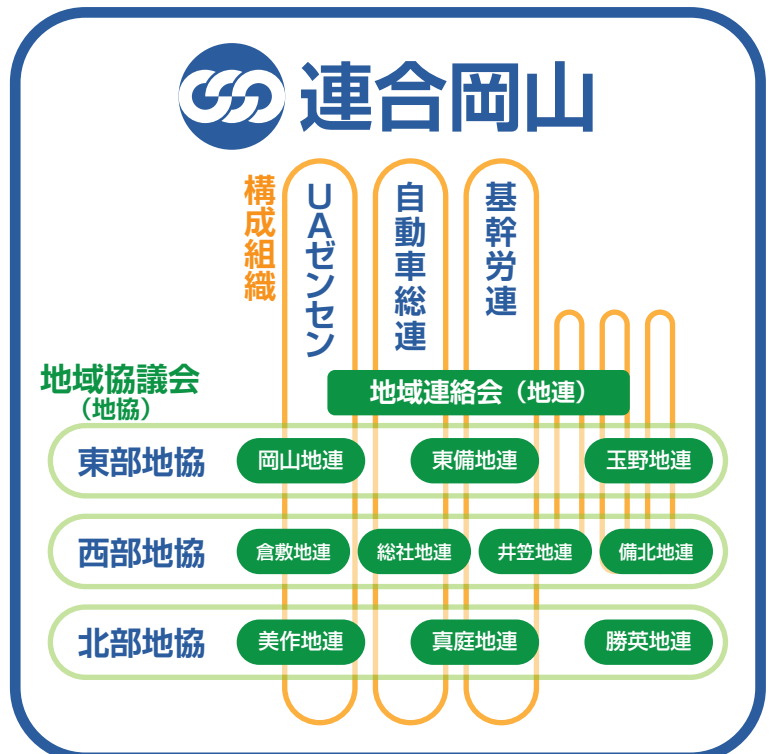 連合岡山
構成組織
UAゼンセン
自動車総連
基幹労連
地域協議会
（地協）
地域連絡会（地連）
東部地協
岡山地連
東備地連
玉野地連
西部地協
倉敷地連
総社地連
井笠地連
備北地連
北部地協
美作地連
真庭地連
勝英地連